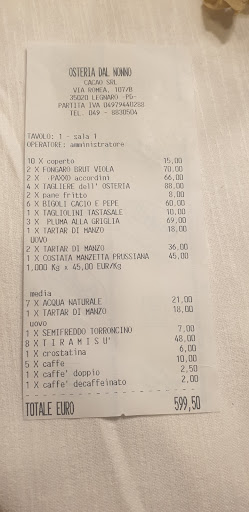 OSTERIA DAL NONNO
CACAO SRL
VIA ROMEA, 107/B
35020 LEGNARO -PD-
PARTITA IVA 04979440288
TEL. 049 - 8830504
TAVOLO: 1 - sala 1
OPERATORE: amministratore
10 X coperto 15,00
2 X FONGARO BRUT VIOLA 70,00
2 X accordini 66,00
4 X TAGLIERE dell' OSTERIA 88,00
2 X pane fritto 8,00
6 X BIGOLI CACIO E PEPE 60,00
1 X TAGLIOLINI TASTASALE 10,00
3 X PLUMA ALLA GRIGLIA 69,00
1 X TARTAR DI MANZO 18,00
UOVO
2 X TARTAR DI MANZO 36,00
1 X COSTATA MANZETTA PRUSSIANA 45,00
1,000 Kg x 45,00 EUR/Kg
media
7 X ACQUA NATURALE 21,00
1 X TARTAR DI MANZO 18,00
uovo
1 X SEMIFREDDO TORRONCINO 7,00
8 X T I R A M I S U' 48,00
1 X crostatina 6,00
5 X caffe 10,00
1 X caffe' doppio 2,50
1 X caffe' decaffeinato 2,00
TOTALE EURO 599,50